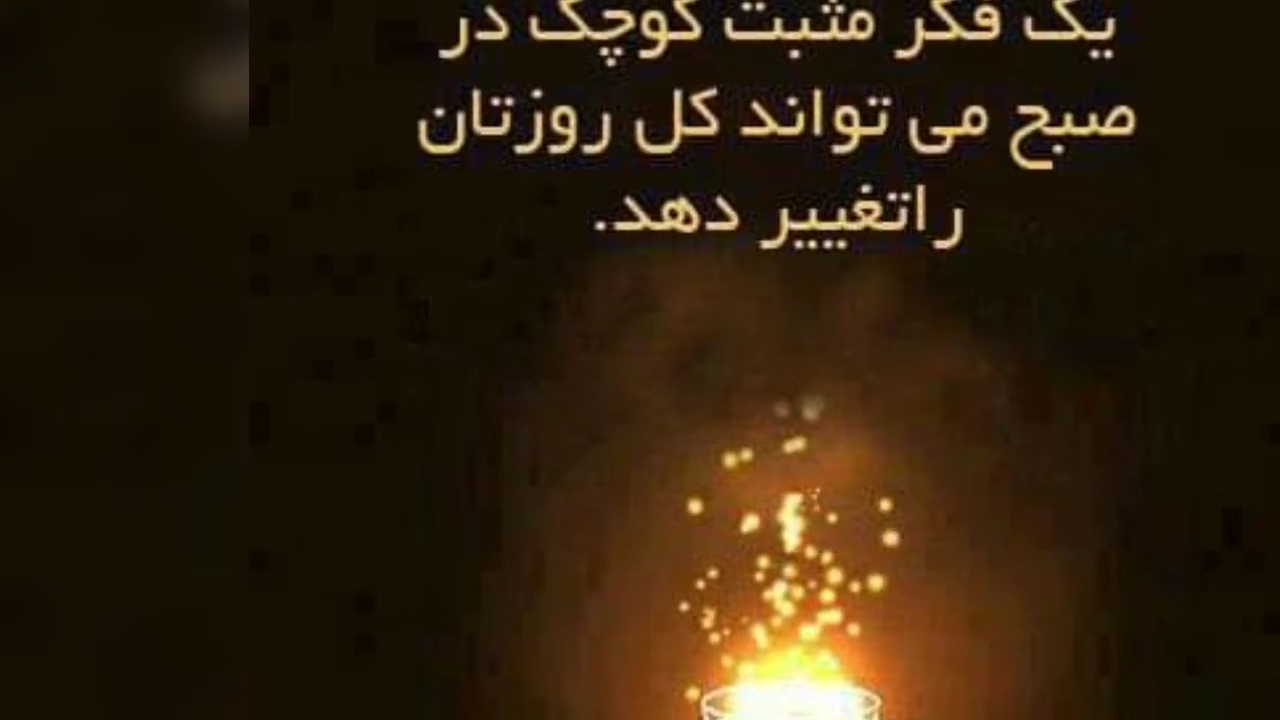 یک فکر مثبت کوچک در
صبح می تواند کل روزتان
راتغییر دهد.